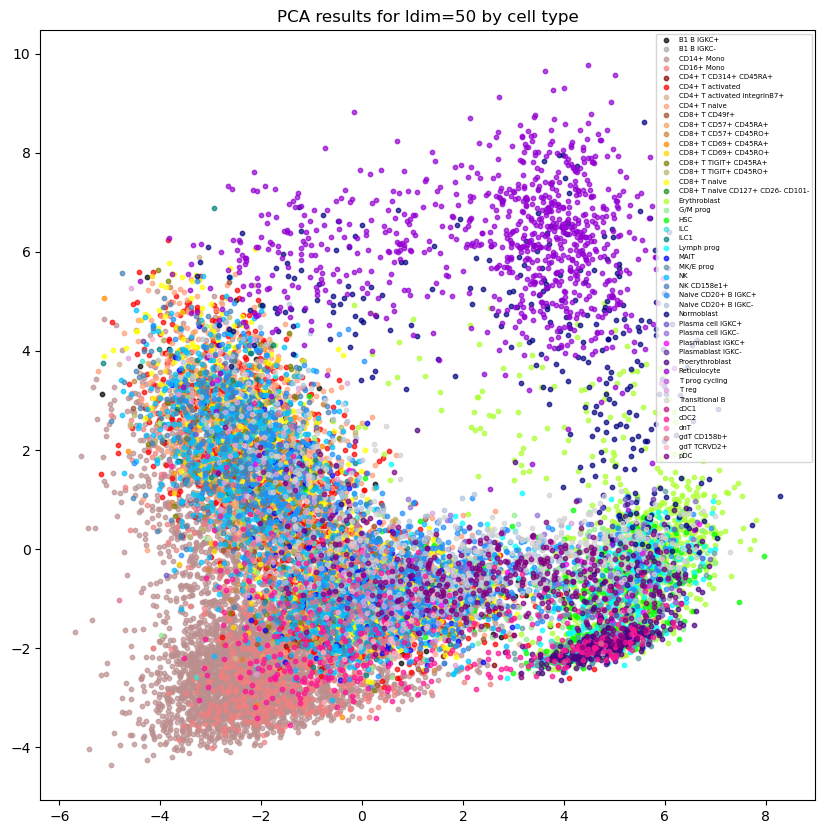 PCA results for ldim=50 by cell type
B1 B IGKC+
B1 B IGKC-
CD14+ Mono
CD16+ Mono
CD4+ T CD314+ CD45RA+
CD4+ T activated
CD4+ T activated integrinB7+
CD4+ T naive
CD8+ T CD49f+
CD8+ T CD57+ CD45RA+
CD8+ T CD57+ CD45RO+
CD8+ T CD69+ CD45RA+
CD8+ T CD69+ CD45RO+
CD8+ T TIGIT+ CD45RA+
CD8+ T TIGIT+ CD45RO+
CD8+ T naive
CD8+ T naive CD127+ CD26- CD101-
Erythroblast
G/M prog
HSC
ILC
ILC1
Lymph prog
MAIT
MK/E prog
NK
NK CD158e1+
Naive CD20+ B IGKC+
Naive CD20+ B IGKC-
Normoblast
Plasma cell IGKC+
Plasma cell IGKC-
Plasmablast IGKC+
Plasmablast IGKC-
Proerythroblast
Reticulocyte
T prog cycling
T reg
Transitional B
cDC1
cDC2
dnT
gdT CD158b+
gdT TCRVD2+
pDC
10
8
6
4
2
0
−2
−4
−6 −4 −2 0 2 4 6 8